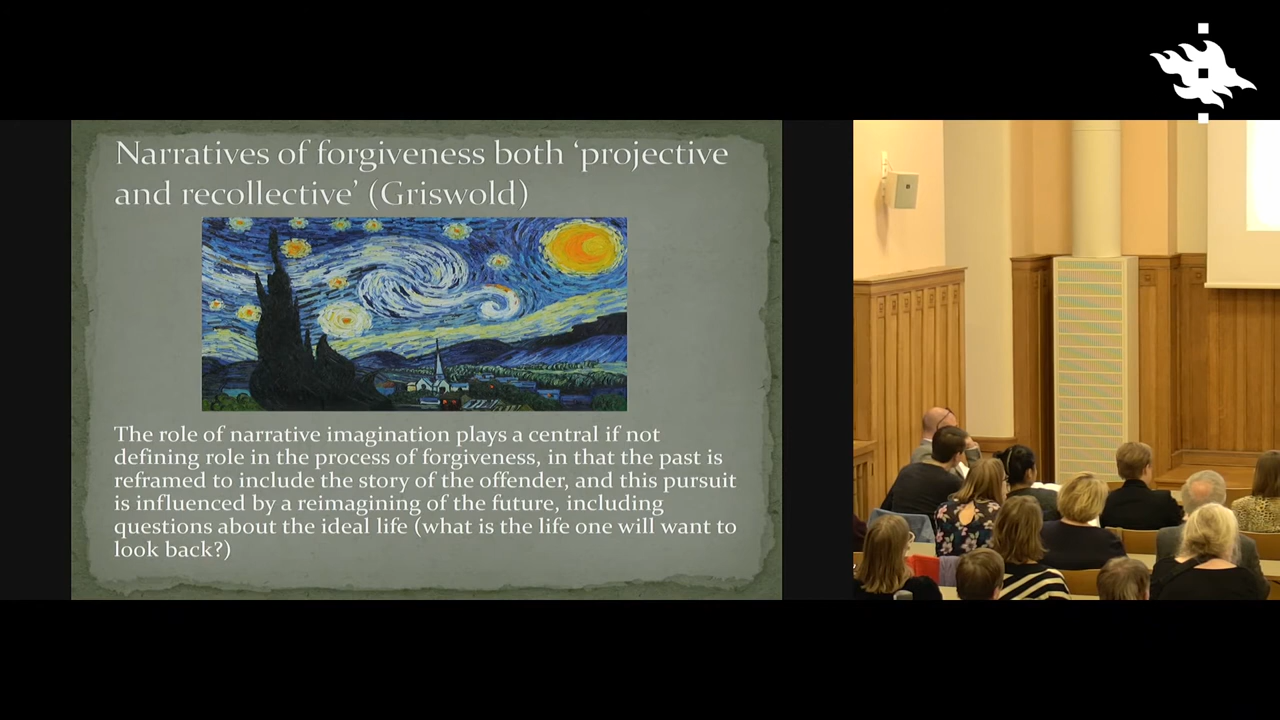 Narratives of forgiveness both ‘projective
and recollective’ (Griswold)
The role of narrative imagination plays a central if not
defining role in the process of forgiveness, in that the past is
reframed to include the story of the offender, and this pursuit
is influenced by a reimagining of the future, including
questions about the ideal life (what is the life one will want to
look back?)